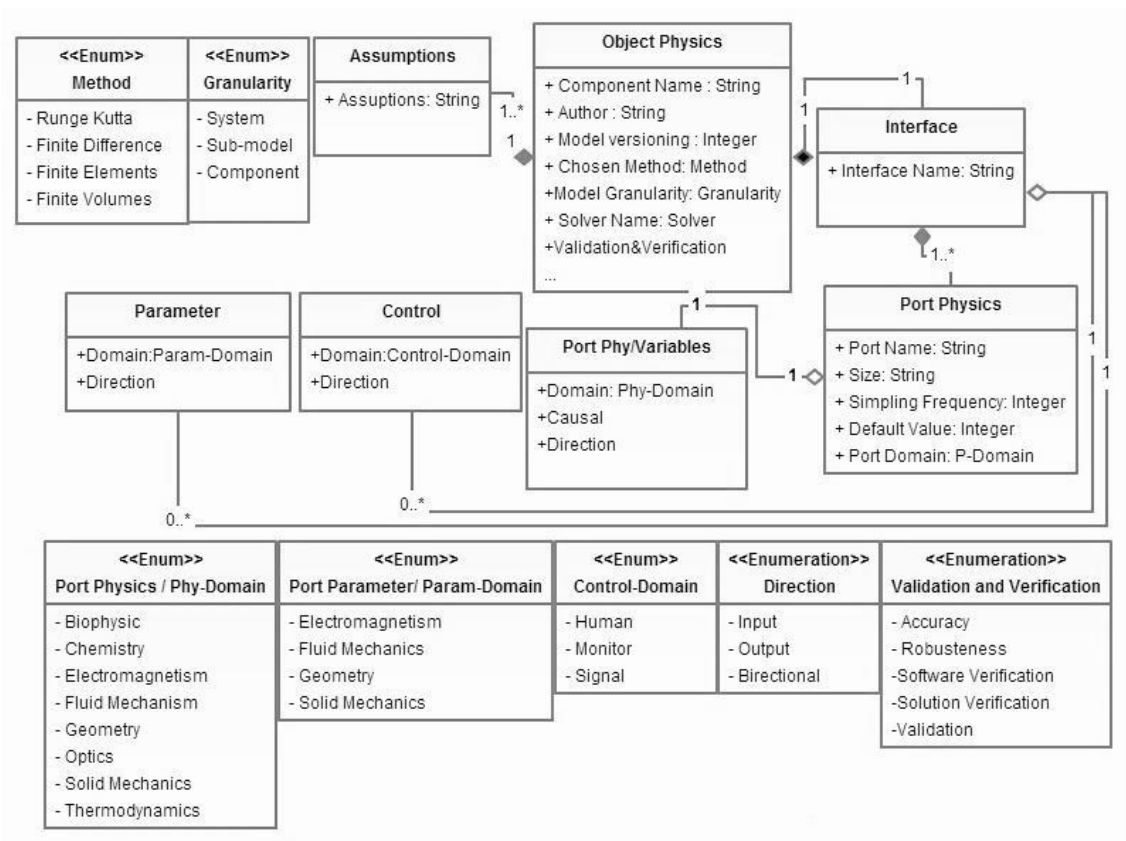 <<Enum>>
Method
- Runge Kutta
- Finite Difference
- Finite Elements
- Finite Volumes
<<Enum>>
Granularity
- System
- Sub-model
- Component
Assumptions
+ Assuptions: String
1..*
1
Object Physics
+ Component Name : String
+ Author : String
+ Model versioning : Integer
+ Chosen Method: Method
+Model Granularity: Granularity
+ Solver Name: Solver
+Validation&Verification
...
1
1
Interface
+ Interface Name: String
1..*
Parameter
+Domain:Param-Domain
+Direction
0..*
Control
+Domain:Control-Domain
+Direction
0..*
1
Port Phy/Variables
+Domain: Phy-Domain
+Causal
+Direction
1
Port Physics
+ Port Name: String
+ Size: String
+ Simpling Frequency: Integer
+ Default Value: Integer
+ Port Domain: P-Domain
1
1
<<Enum>>
Port Physics / Phy-Domain
- Biophysic
- Chemistry
- Electromagnetism
- Fluid Mechanism
- Geometry
- Optics
- Solid Mechanics
- Thermodynamics
<<Enum>>
Port Parameter/ Param-Domain
- Electromagnetism
- Fluid Mechanics
- Geometry
- Solid Mechanics
<<Enum>>
Control-Domain
- Human
- Monitor
- Signal
<<Enumeration>>
Direction
- Input
- Output
- Birectional
<<Enumeration>>
Validation and Verification
- Accuracy
- Robusteness
-Software Verification
-Solution Verification
-Validation